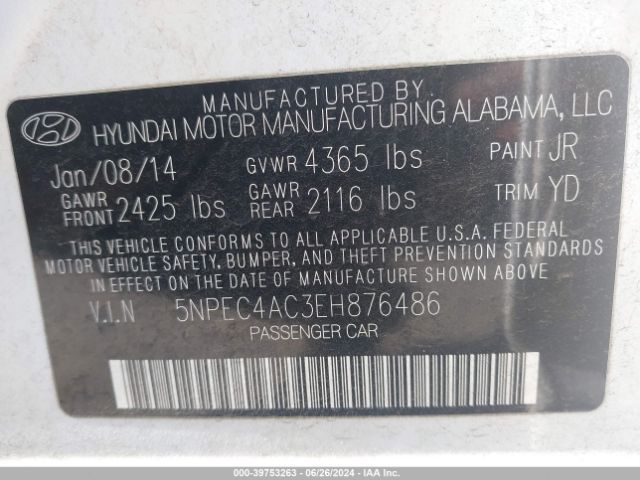 MANUFACTURED BY
HYUNDAI MOTOR MANUFACTURING ALABAMA, LLC
Jan/08/14 GVWR 4365 lbs PAINT JR
GAWR FRONT 2425 lbs GAWR REAR 2116 lbs TRIM YD
THIS VEHICLE CONFORMS TO ALL APPLICABLE U.S.A. FEDERAL
MOTOR VEHICLE SAFETY, BUMPER, AND THEFT PREVENTION STANDARDS
IN EFFECT ON THE DATE OF MANUFACTURE SHOWN ABOVE
V.I.N 5NPEC4AC3EH876486
PASSENGER CAR
000-39753263 - 06/26/2024 - IAA Inc.